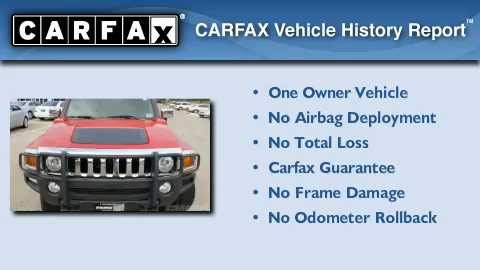 CARFAX® CARFAX Vehicle History Report™
• One Owner Vehicle
• No Airbag Deployment
• No Total Loss
• Carfax Guarantee
• No Frame Damage
• No Odometer Rollback